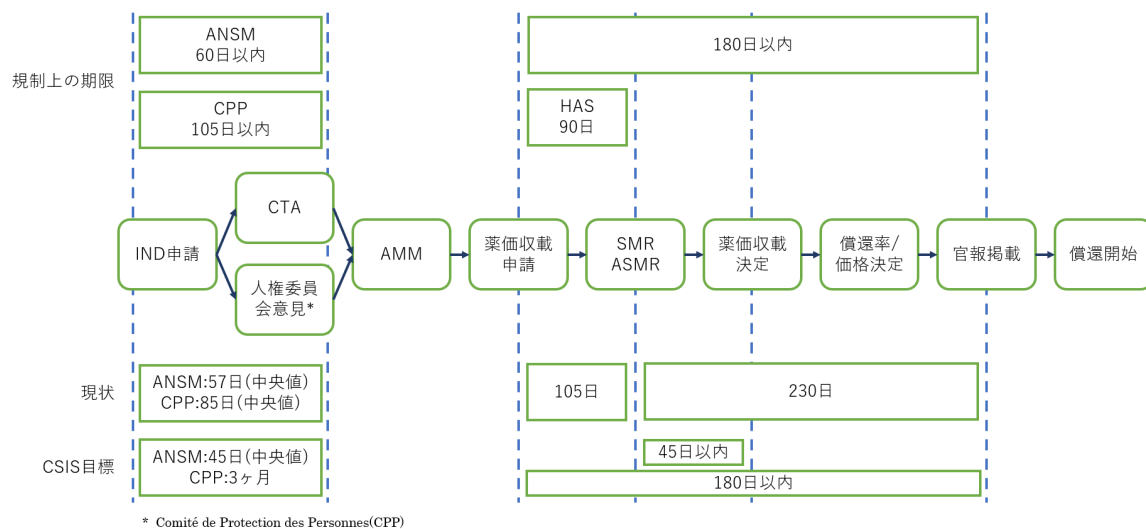 ANSM
60日以内
180日以内
規制上の期限
CPP
105日以内
HAS
90日
IND申請
CTA
人権委員
会意見*
AMM
薬価収載
申請
SMR
ASMR
薬価収載
決定
償還率/
価格決定
官報掲載
償還開始
現状
ANSM:57日(中央値)
CPP:85日(中央値)
105日
230日
CSIS目標
ANSM:45日(中央値)
CPP:3ヶ月
45日以内
180日以内
* Comité de Protection des Personnes(CPP)